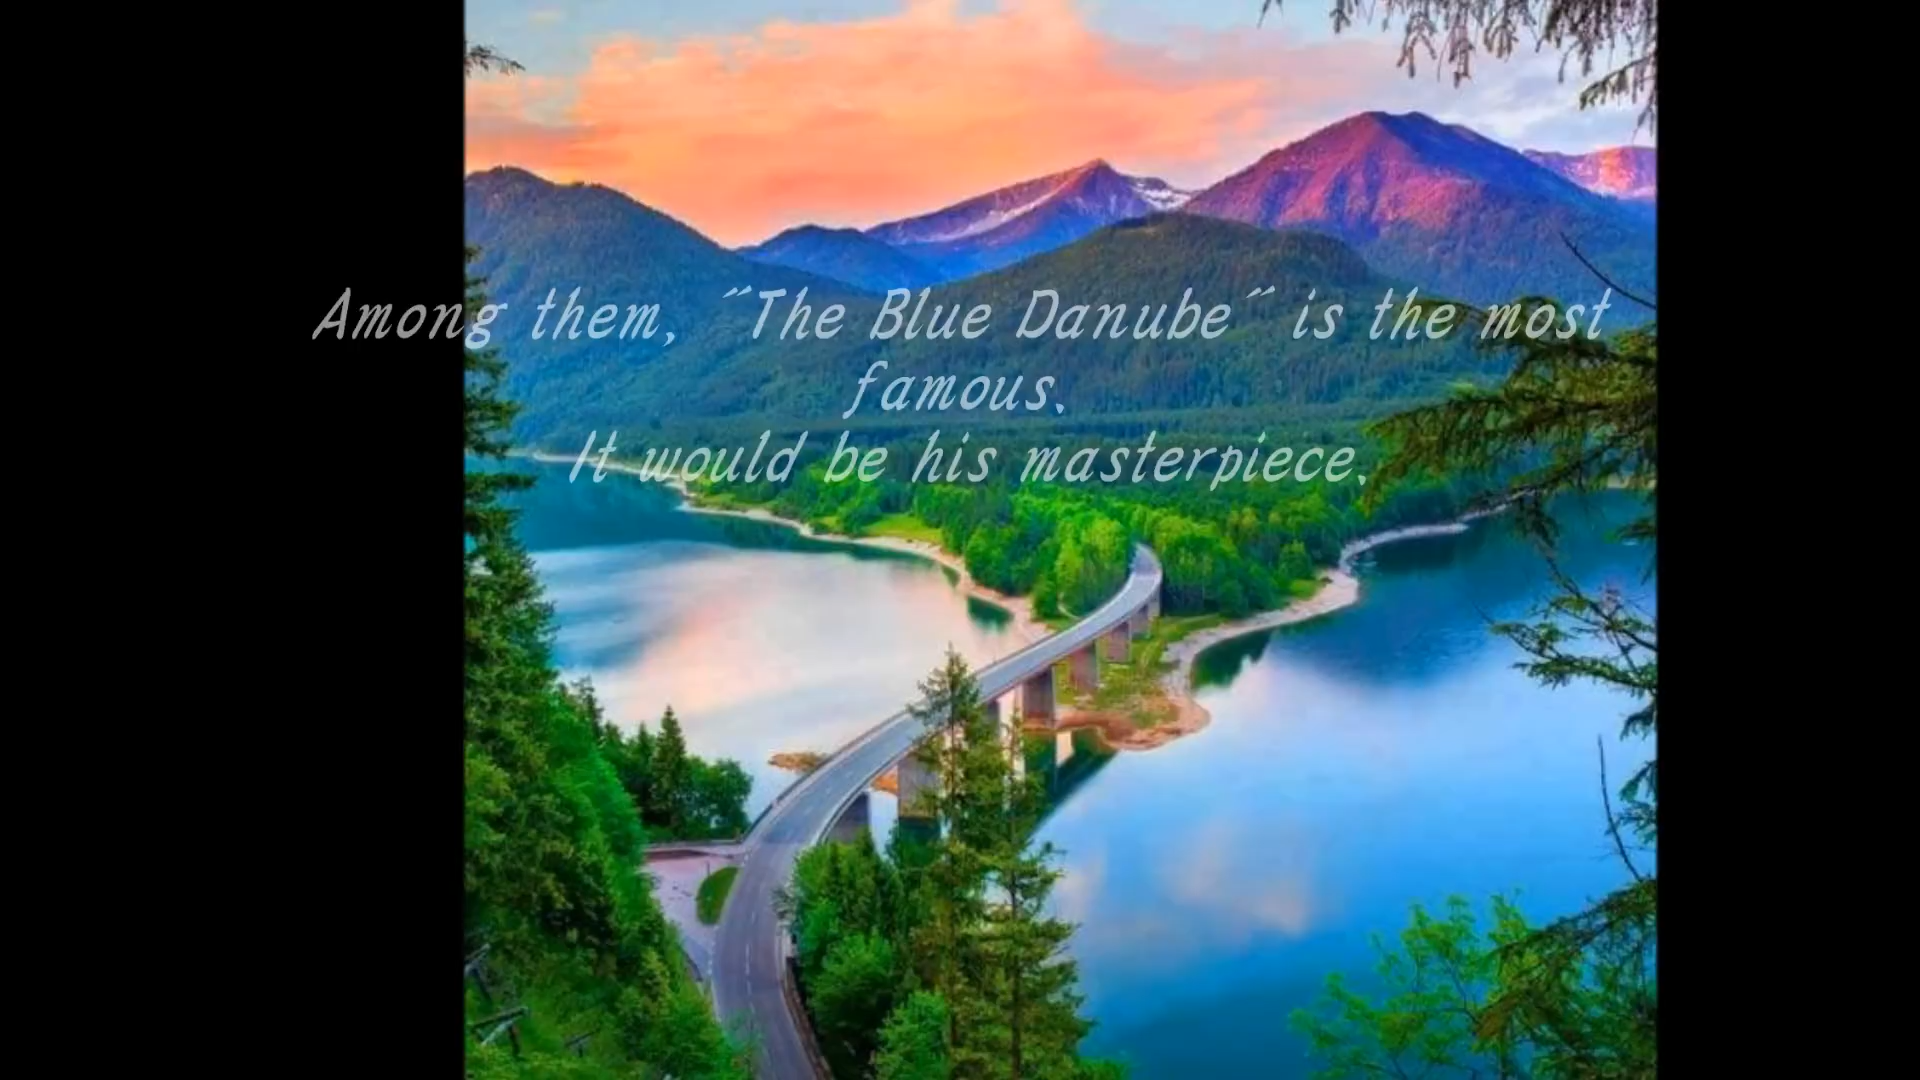 Among them, "The Blue Danube" is the most
famous.
It would be his masterpiece.